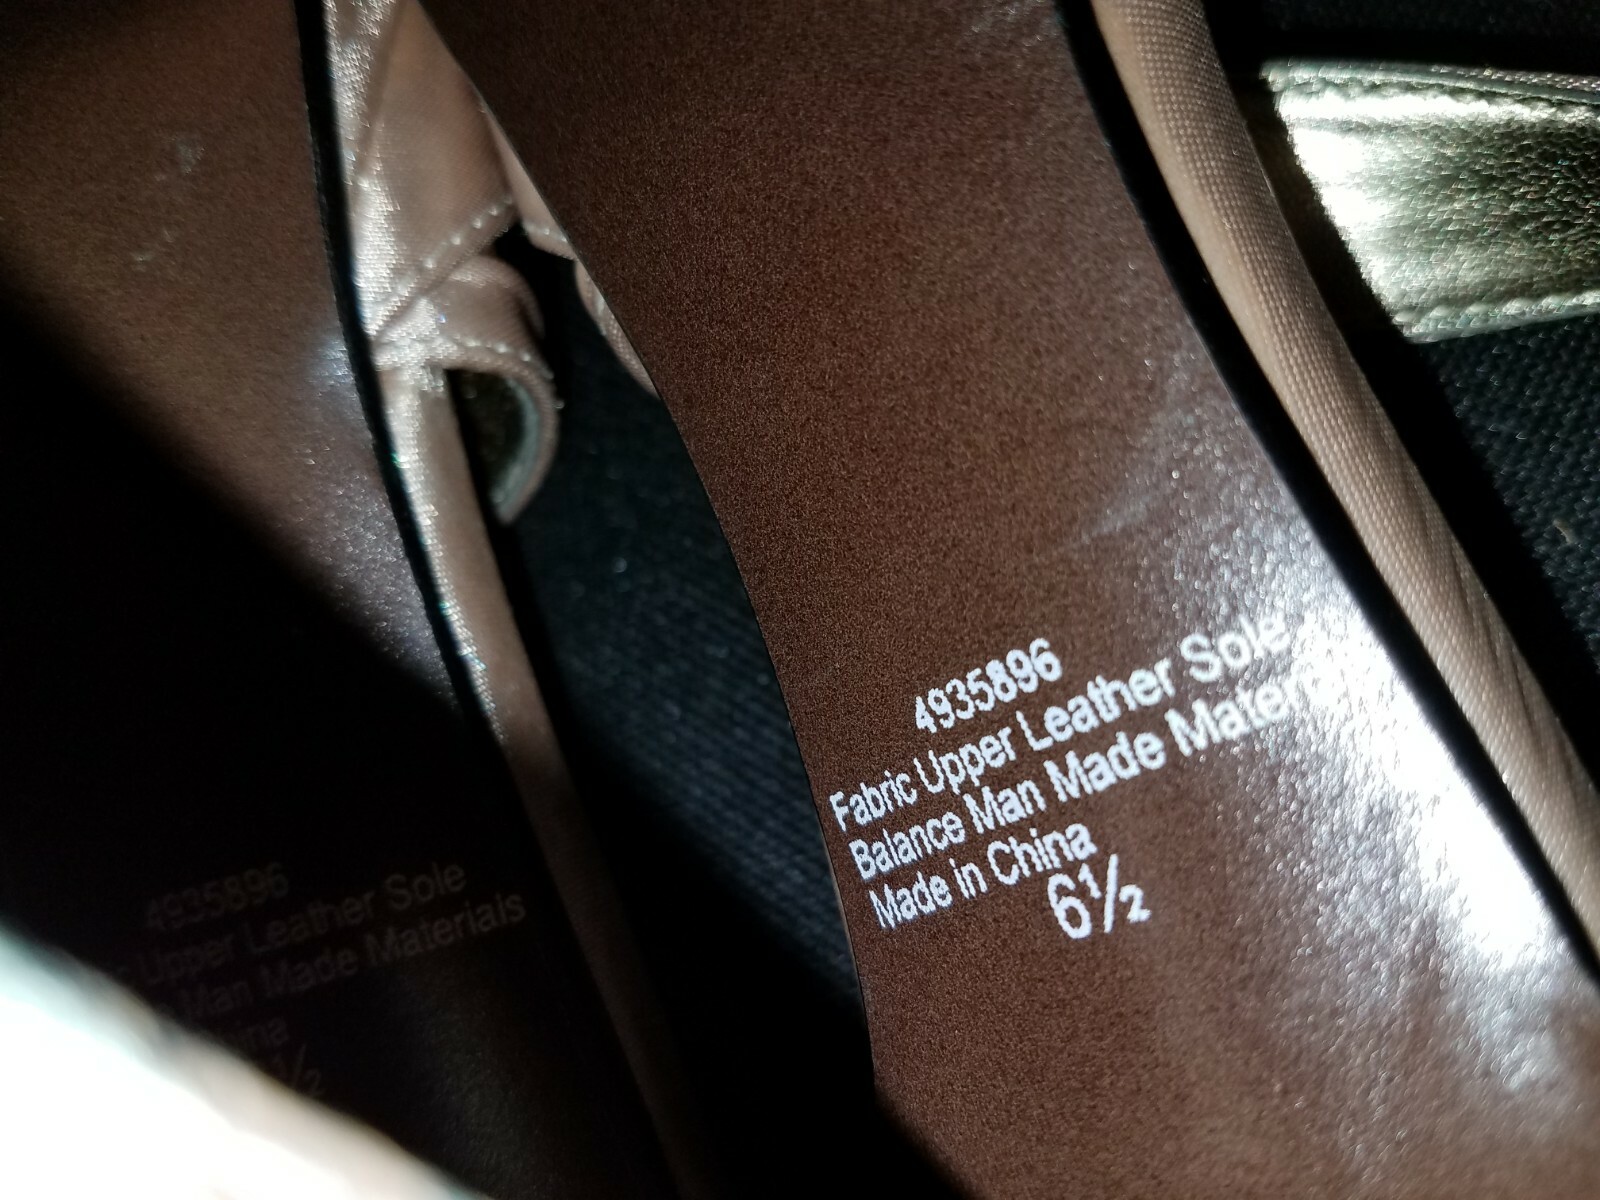 4935896
Fabric Upper Leather Sole
Balance Man Made Materials
Made in China
6½
4935896
Upper Leather Sole
Man Made Materials